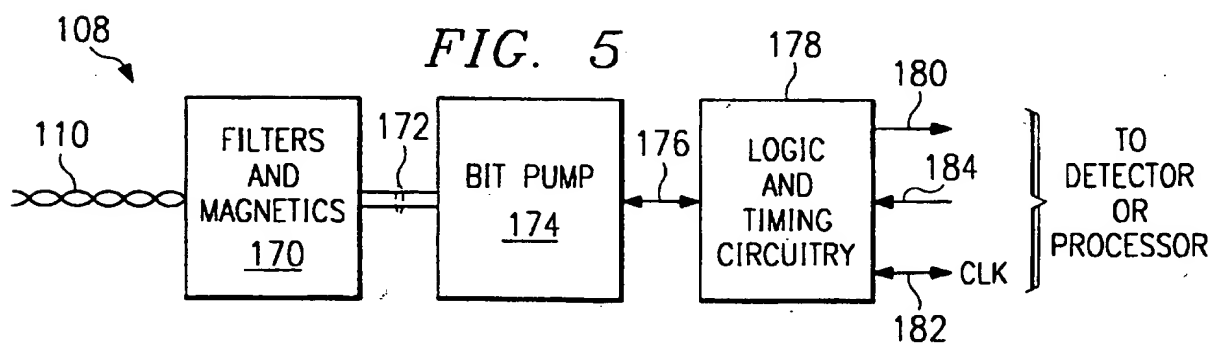 FIG. 5
108
110
FILTERS
AND
MAGNETICS
170
172
BIT PUMP
174
176
178
LOGIC
AND
TIMING
CIRCUITRY
180
184
CLK
182
TO
DETECTOR
OR
PROCESSOR